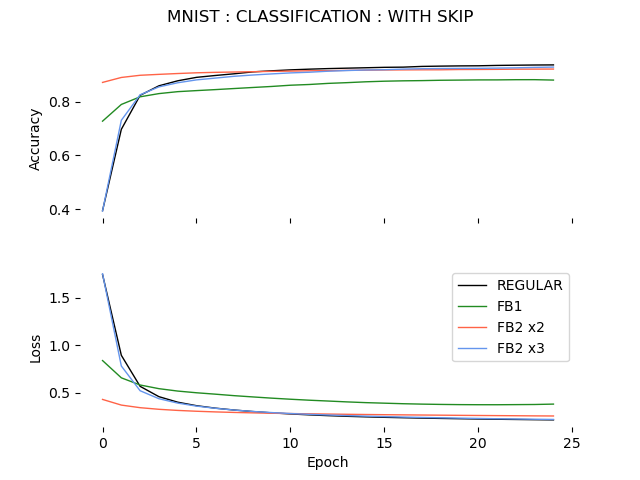 MNIST : CLASSIFICATION : WITH SKIP
Accuracy
0.8
0.6
0.4
Loss
1.5
1.0
0.5
REGULAR
FB1
FB2 x2
FB2 x3
0 5 10 15 20 25
Epoch